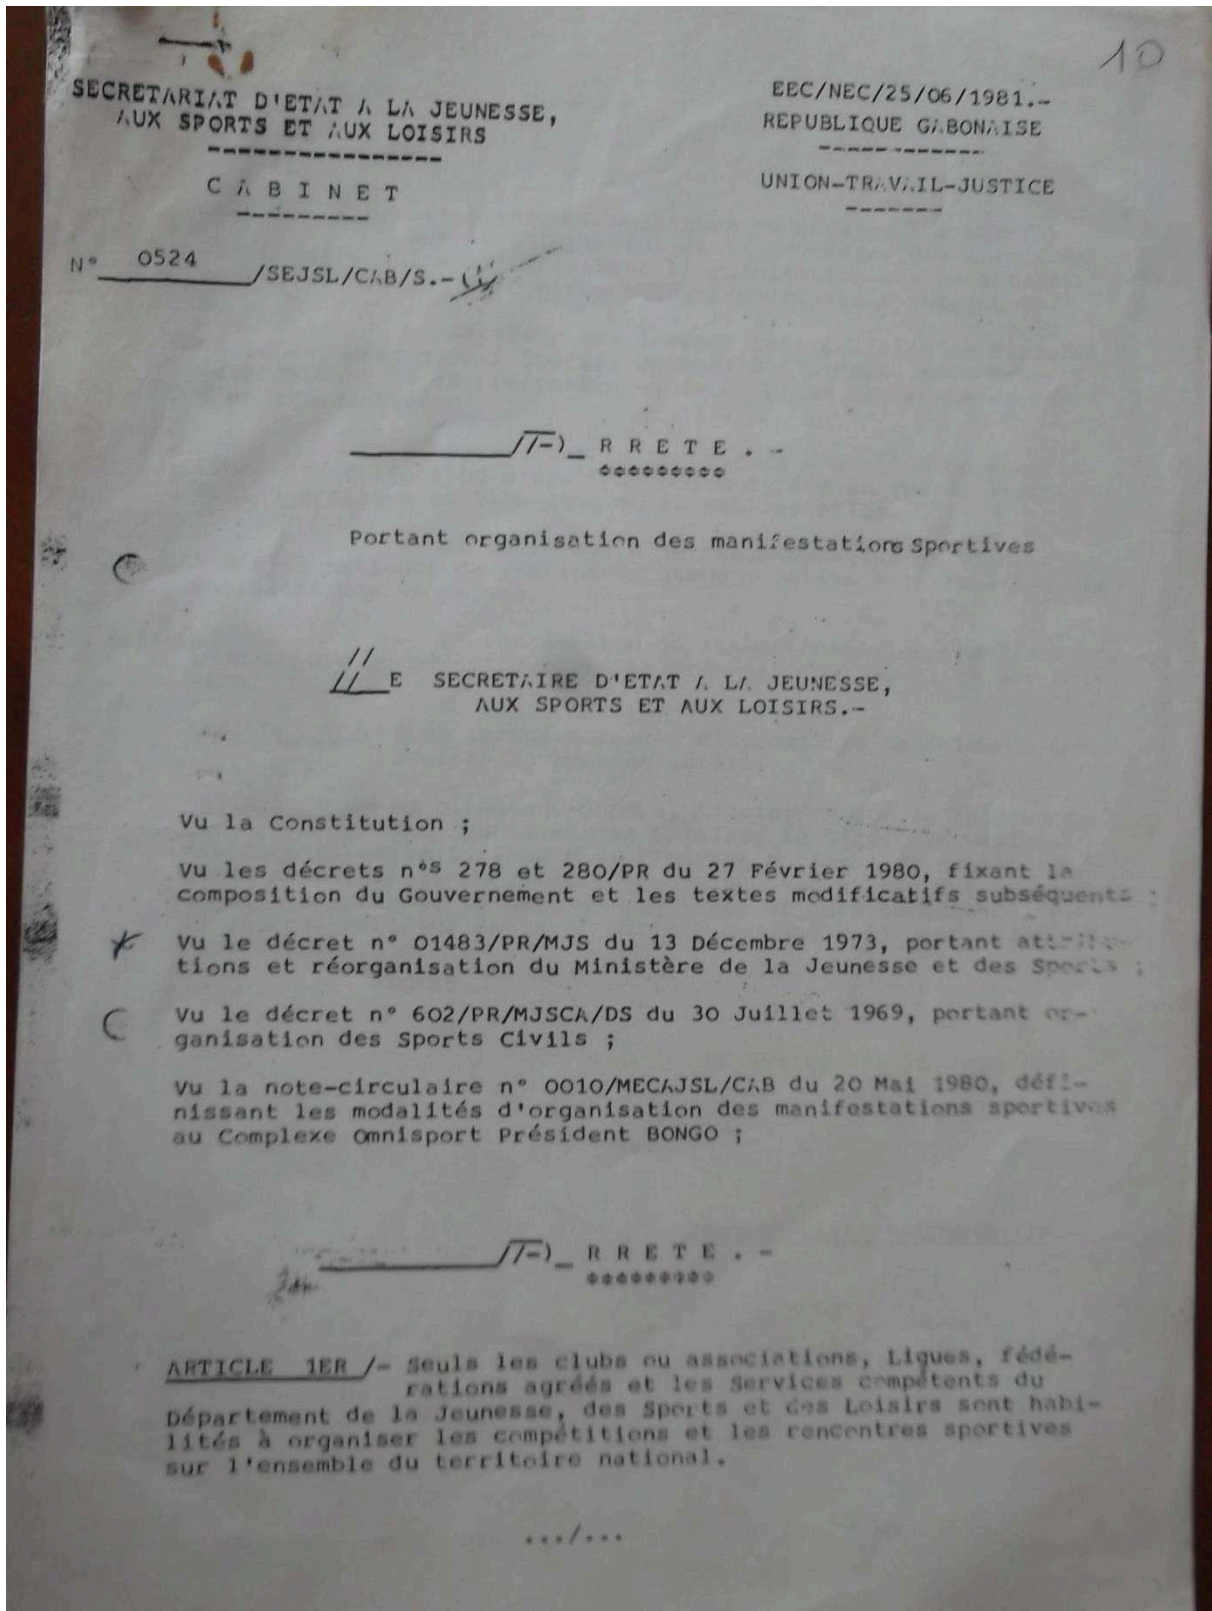 10
SECRETARIAT D'ETAT A LA JEUNESSE,
AUX SPORTS ET AUX LOISIRS
CABINET
N° 0524 /SEJSL/CAB/S.-
EEC/NEC/25/06/1981.-
REPUBLIQUE GABONAISE
UNION-TRAVAIL-JUSTICE
A_RRETE.-
Portant organisation des manifestations Sportives
LE SECRETAIRE D'ETAT A LA JEUNESSE,
AUX SPORTS ET AUX LOISIRS.-
Vu la Constitution ;
Vu les décrets n°s 278 et 280/PR du 27 Février 1980, fixant la
composition du Gouvernement et les textes modificatifs subséquents ;
Vu le décret n° 01483/PR/MJS du 13 Décembre 1973, portant attribu-
tions et réorganisation du Ministère de la Jeunesse et des Sports ;
Vu le décret n° 602/PR/MJSCA/DS du 30 Juillet 1969, portant or-
ganisation des Sports Civils ;
Vu la note-circulaire n° 0010/MECAJSL/CAB du 20 Mai 1980, défi-
nissant les modalités d'organisation des manifestations sportives
au Complexe Omnisport Président BONGO ;
A_RRETE.-
ARTICLE 1ER /- Seuls les clubs ou associations, Ligues, fédé-
rations agréés et les Services compétents du
Département de la Jeunesse, des Sports et des Loisirs sont habi-
lités à organiser les compétitions et les rencontres sportives
sur l'ensemble du territoire national.
.../...